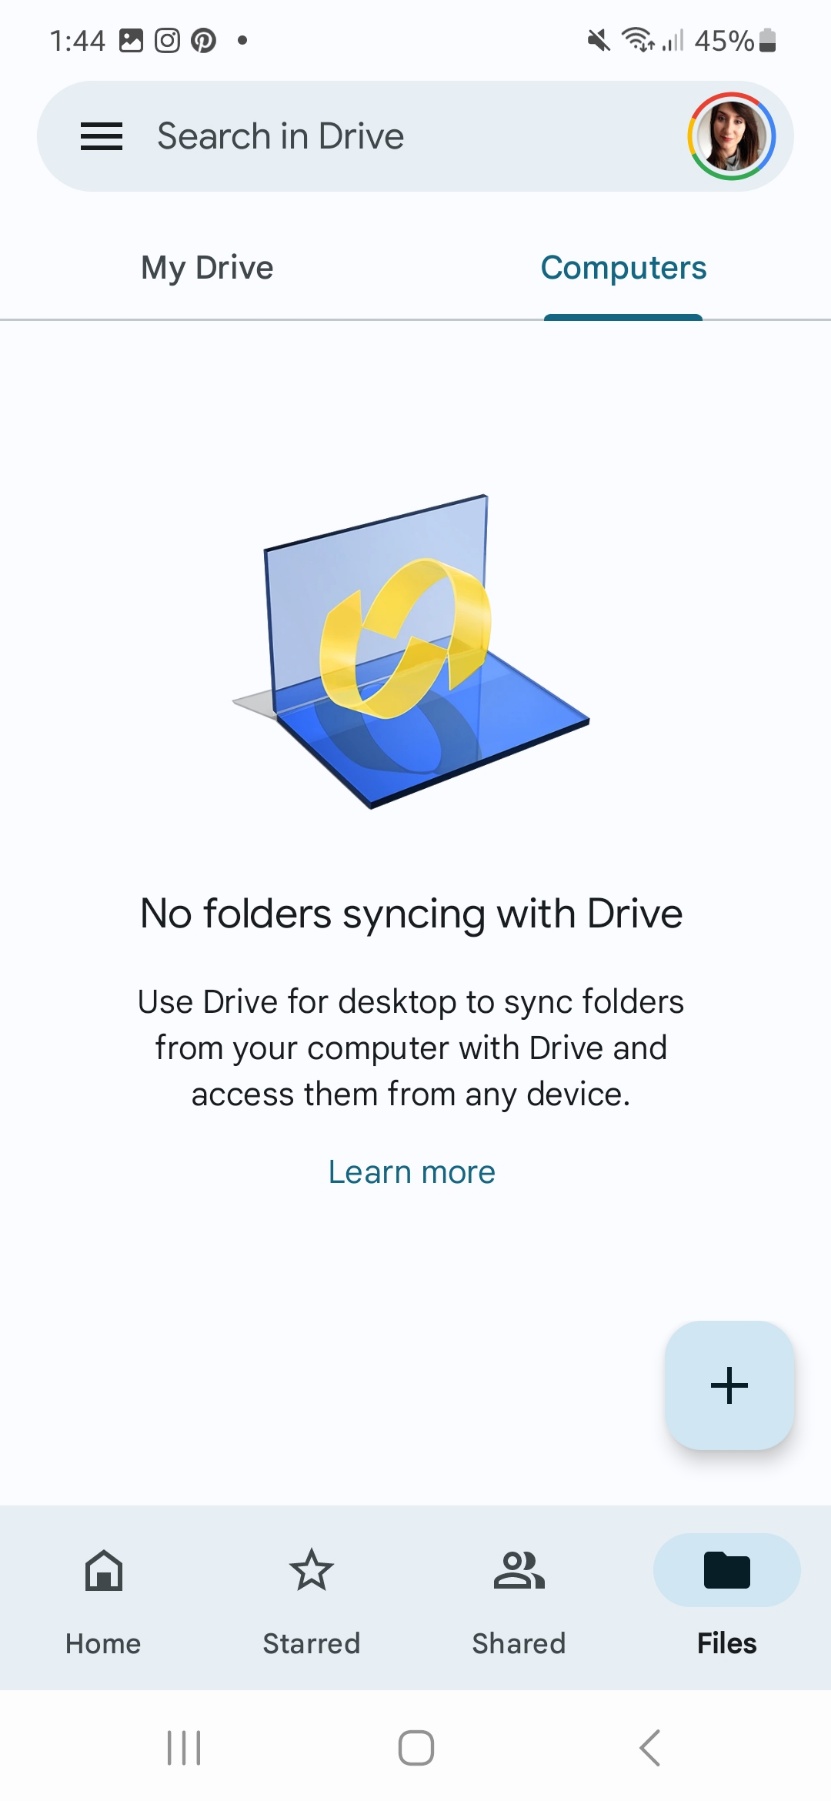 1:44
45%
Search in Drive
My Drive
Computers
No folders syncing with Drive
Use Drive for desktop to sync folders
from your computer with Drive and
access them from any device.
Learn more
Home
Starred
Shared
Files